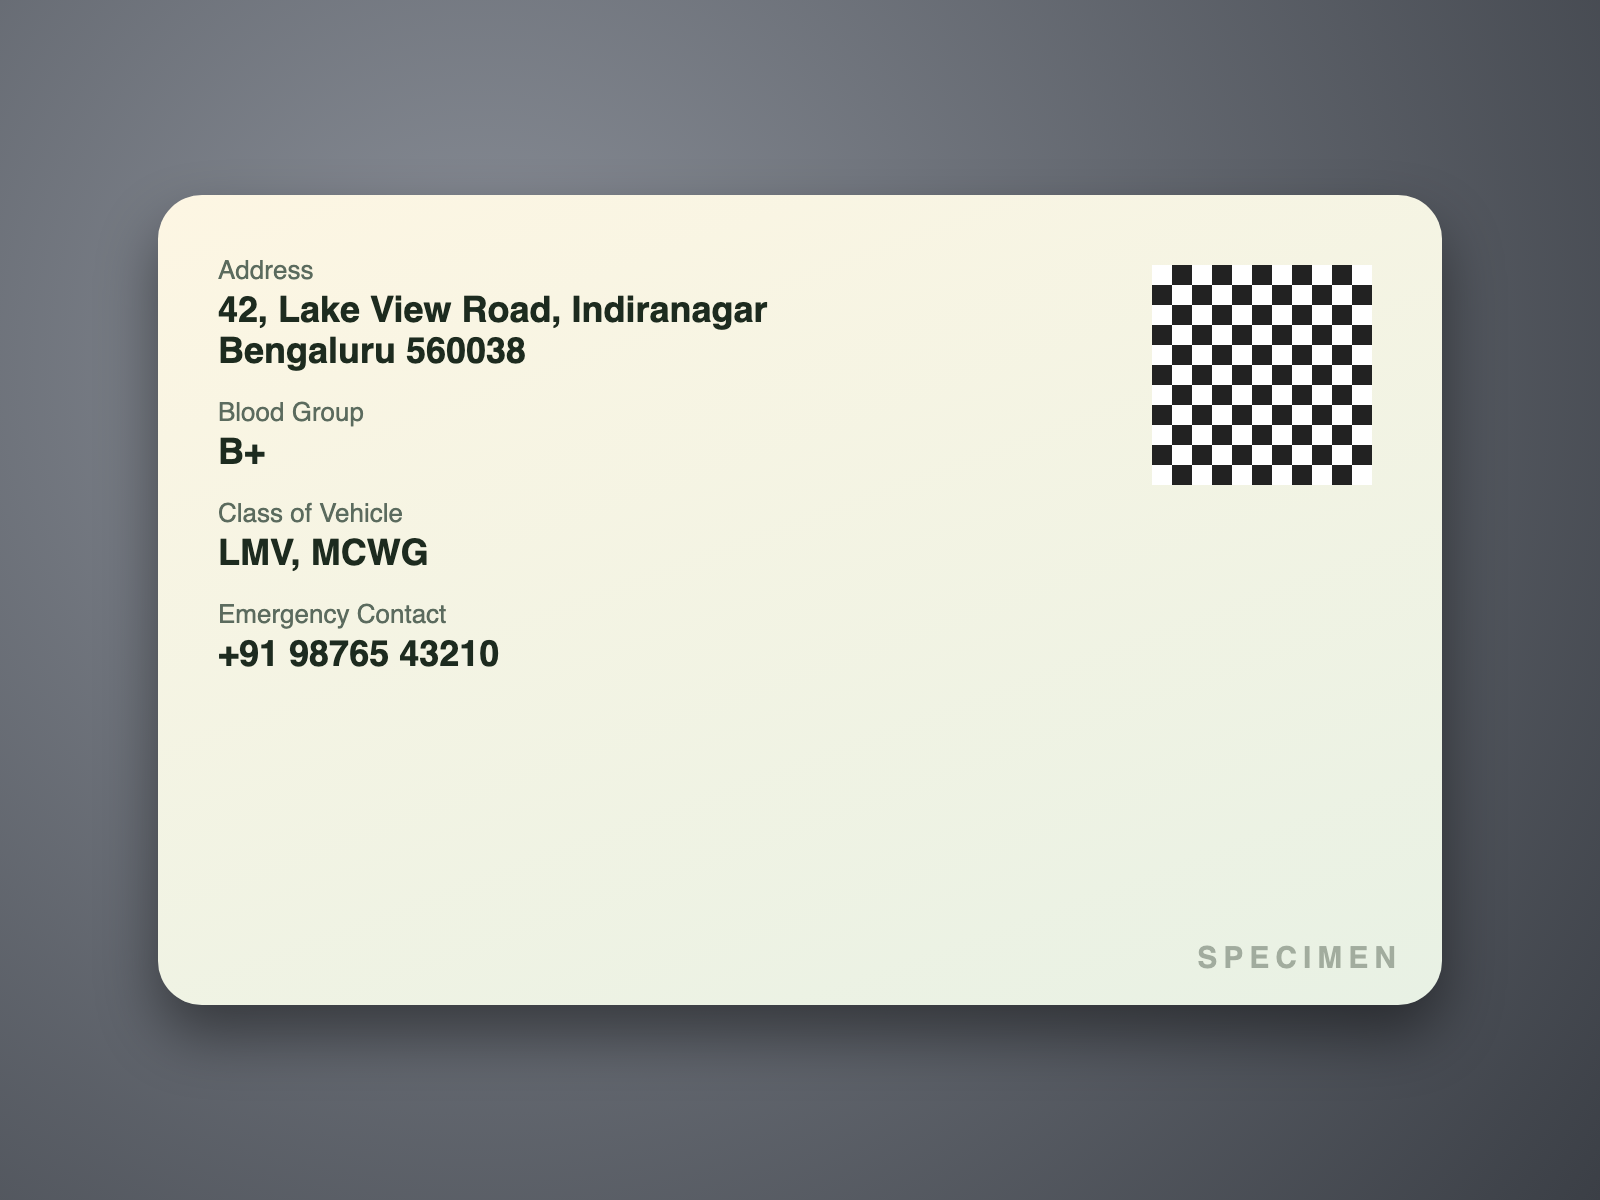 Address
42, Lake View Road, Indiranagar
Bengaluru 560038
Blood Group
B+
Class of Vehicle
LMV, MCWG
Emergency Contact
+91 98765 43210
SPECIMEN